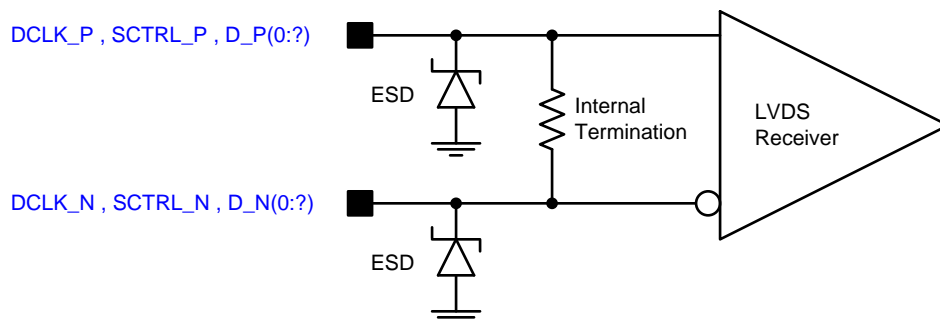 DCLK_P , SCTRL_P , D_P(0:?)
ESD
Internal
Termination
LVDS
Receiver
DCLK_N , SCTRL_N , D_N(0:?)
ESD